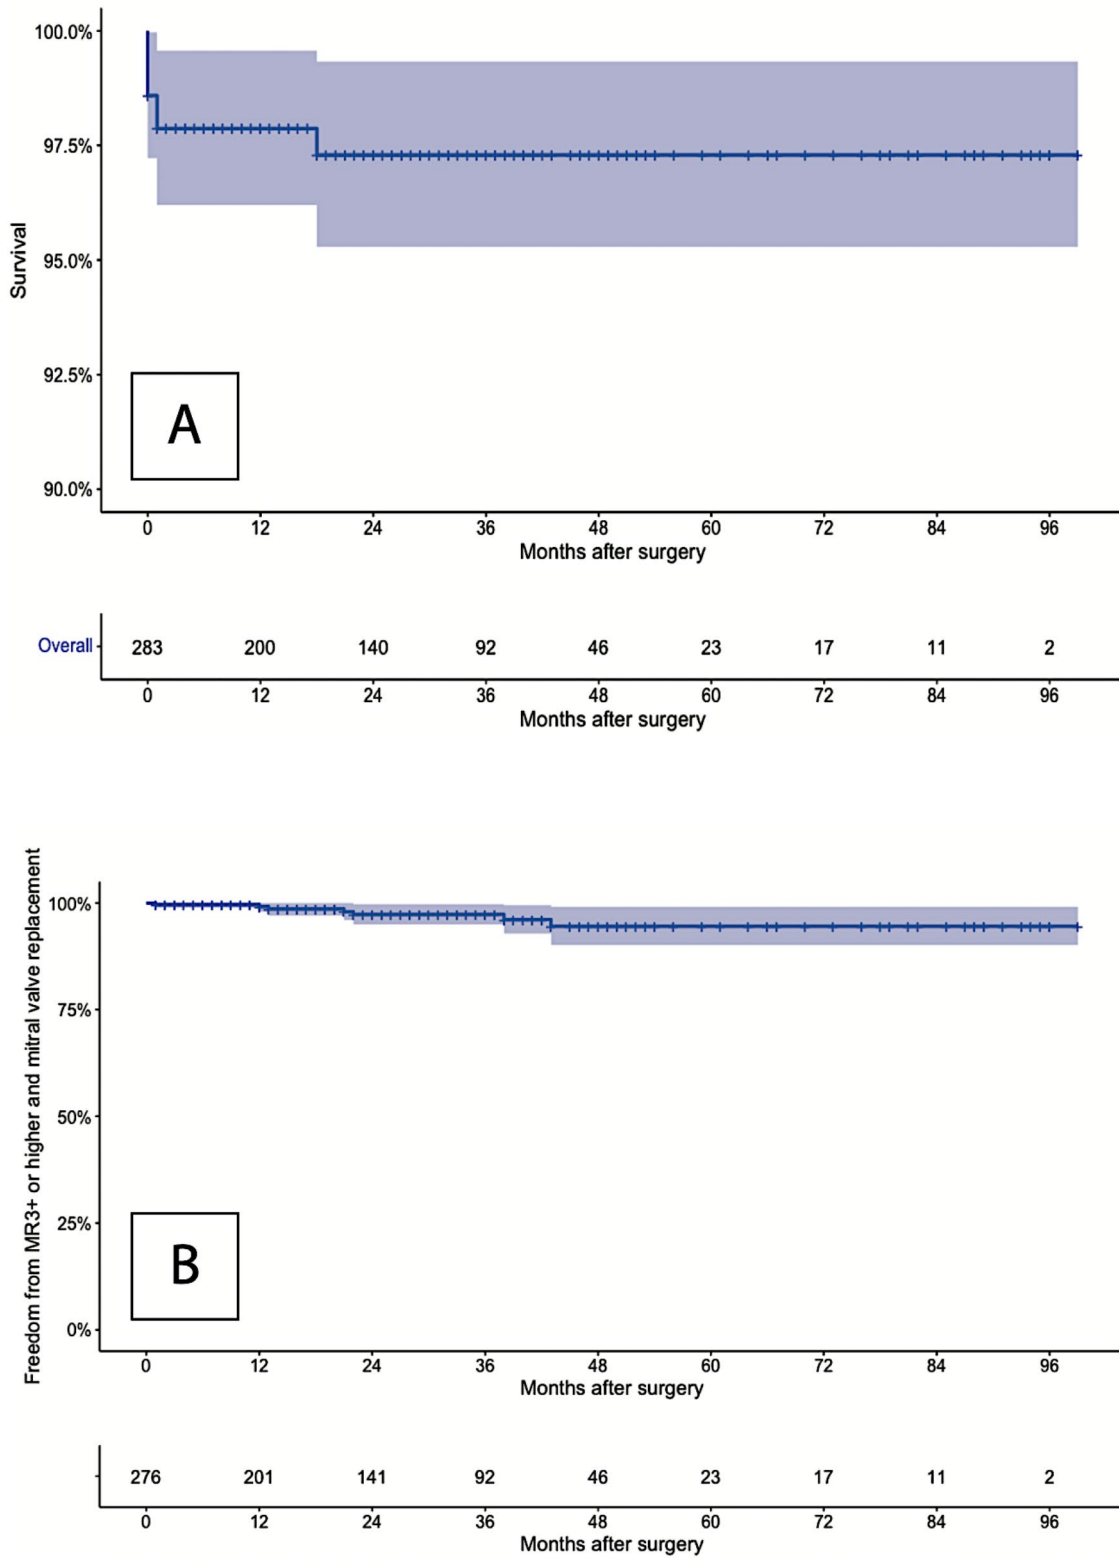 100.0%
97.5%
95.0%
92.5%
90.0%
Survival
A
0 12 24 36 48 60 72 84 96
Months after surgery
Overall 283 200 140 92 46 23 17 11 2
0 12 24 36 48 60 72 84 96
Months after surgery
Freedom from MR3+ or higher and mitral valve replacement
100%
75%
50%
25%
0%
B
0 12 24 36 48 60 72 84 96
Months after surgery
276 201 141 92 46 23 17 11 2
0 12 24 36 48 60 72 84 96
Months after surgery